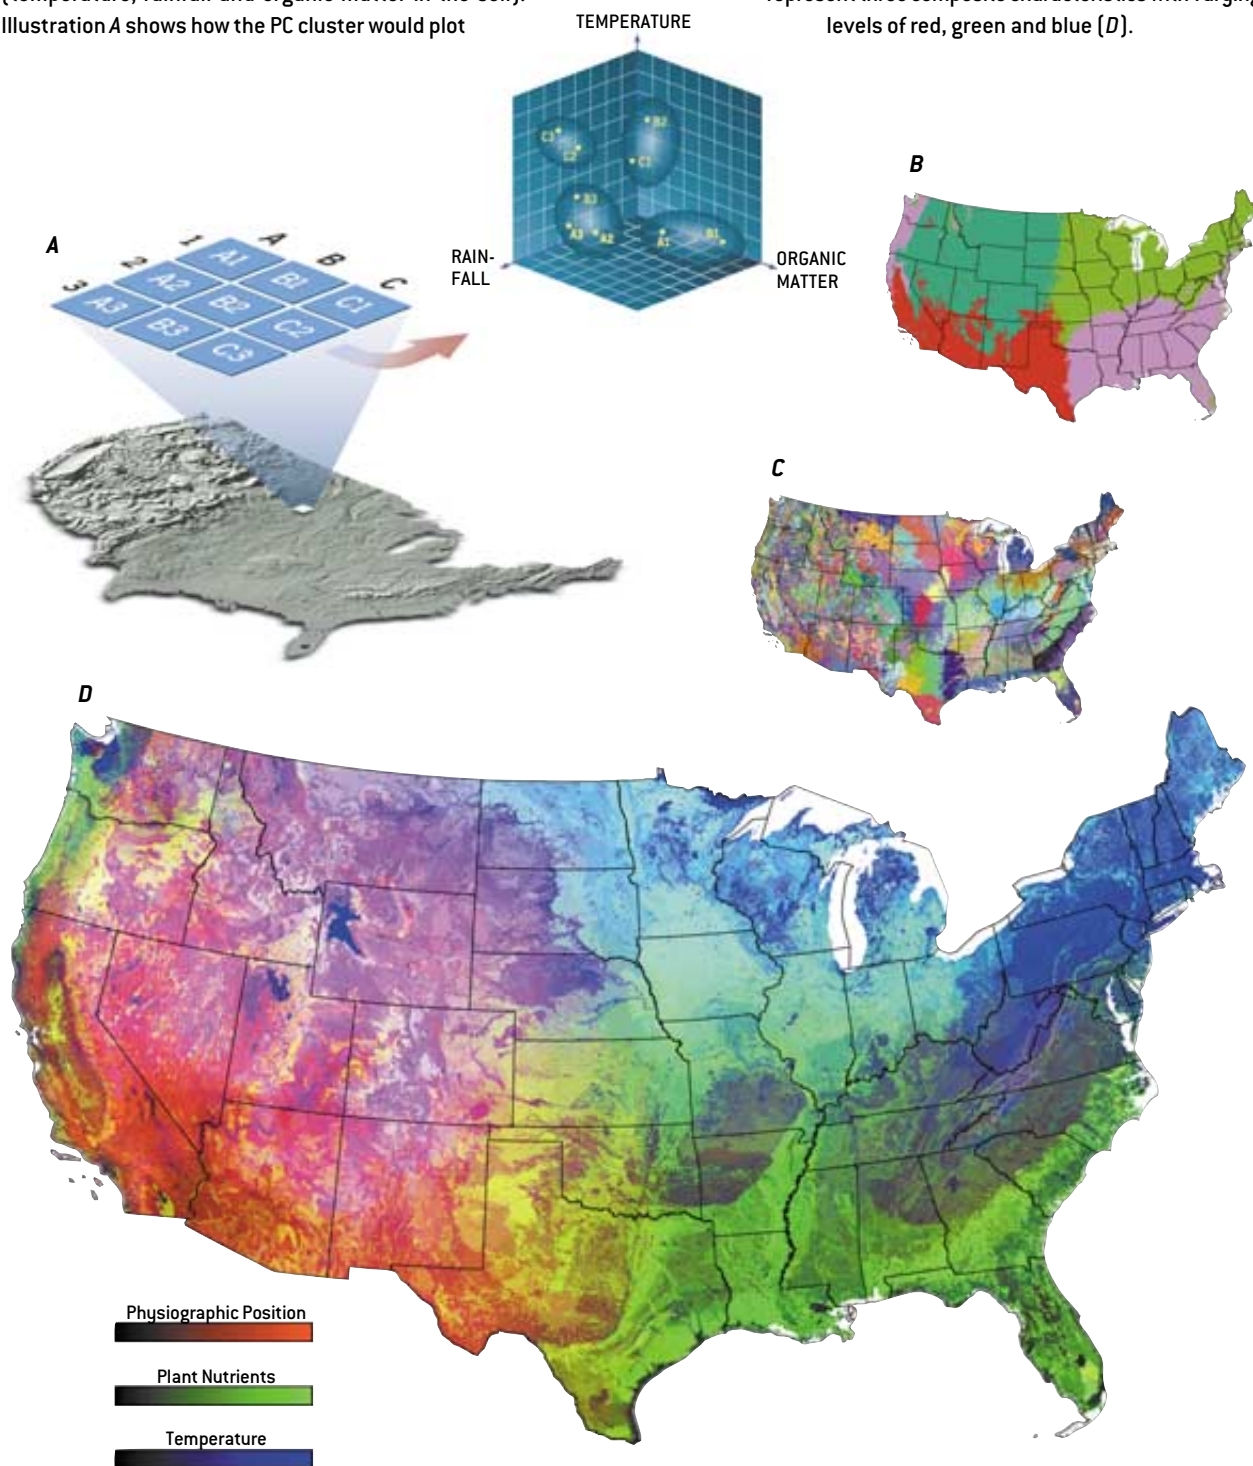 (temperature, rainfall and organic matter in the soil).
Illustration A shows how the PC cluster would plot
represent three composite characteristics with varying
levels of red, green and blue (D).
TEMPERATURE
C3
C2
B2
C1
B3
A3
A2
A1
B1
RAIN-
FALL
ORGANIC
MATTER
A
1
2
3
A
B
C
A1
A2
B1
A3
B2
C1
B3
C2
C3
B
C
D
Physiographic Position
Plant Nutrients
Temperature